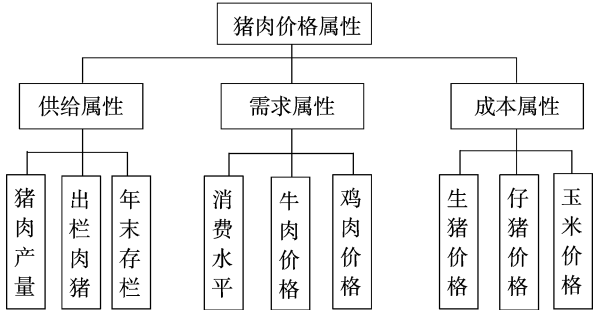 猪肉价格属性
供给属性
需求属性
成本属性
猪肉产量
出栏肉猪
年末存栏
消费水平
牛肉价格
鸡肉价格
生猪价格
仔猪价格
玉米价格